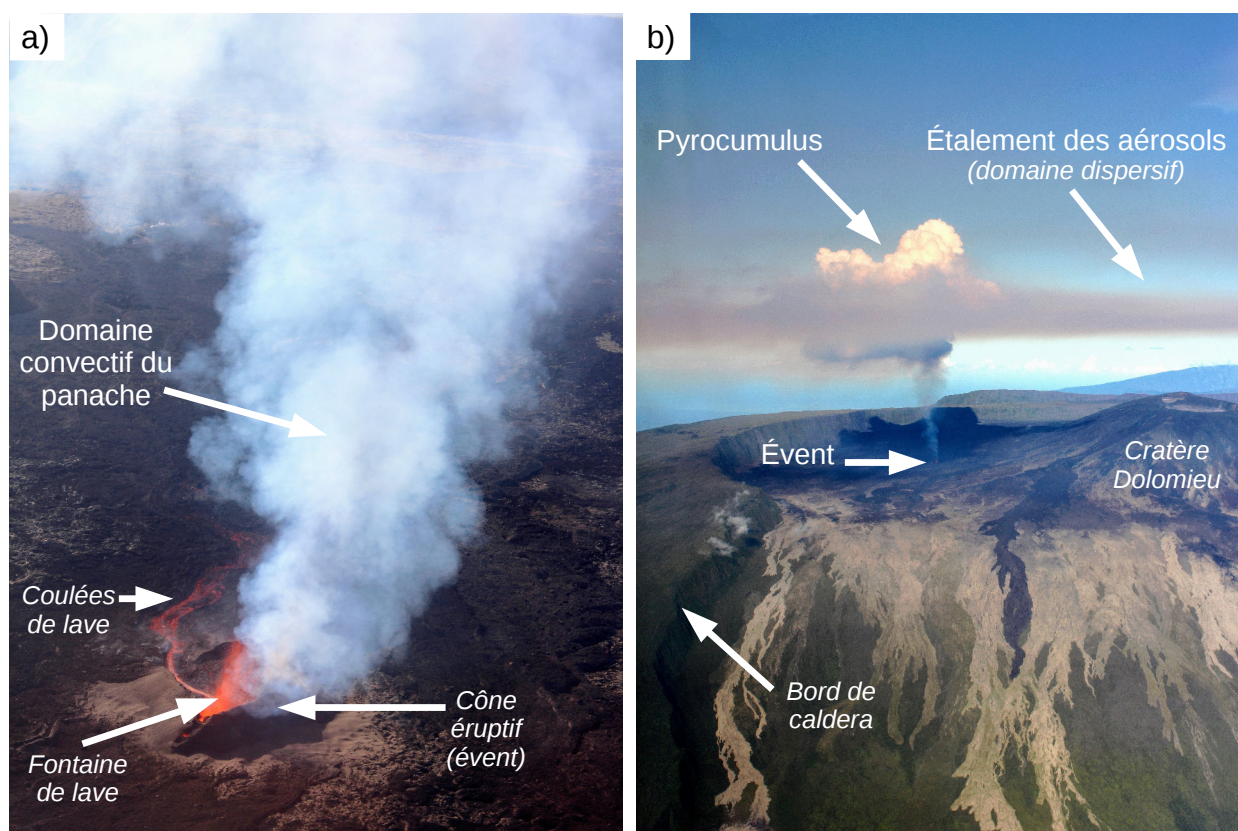 a)
Domaine
convectif du
panache
Coulées
de lave
Fontaine
de lave
Cône
éruptif
(évent)
b)
Pyrocumulus
Étalement des aérosols
(domaine dispersif)
Évent
Cratère
Dolomieu
Bord de
caldera